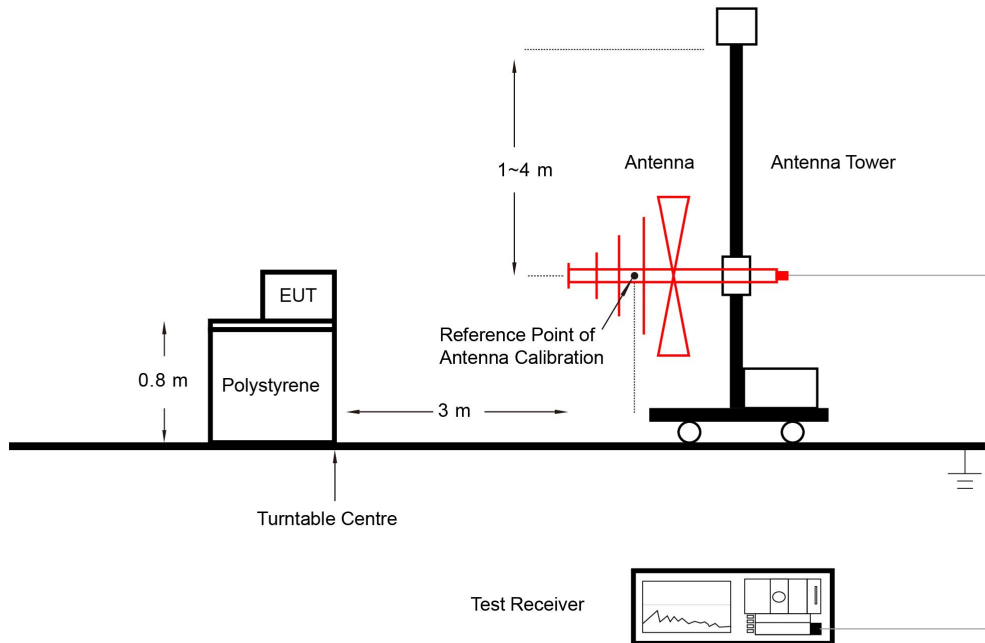 1~4 m
Antenna
Antenna Tower
EUT
Reference Point of
Antenna Calibration
0.8 m
Polystyrene
3 m
Turntable Centre
Test Receiver